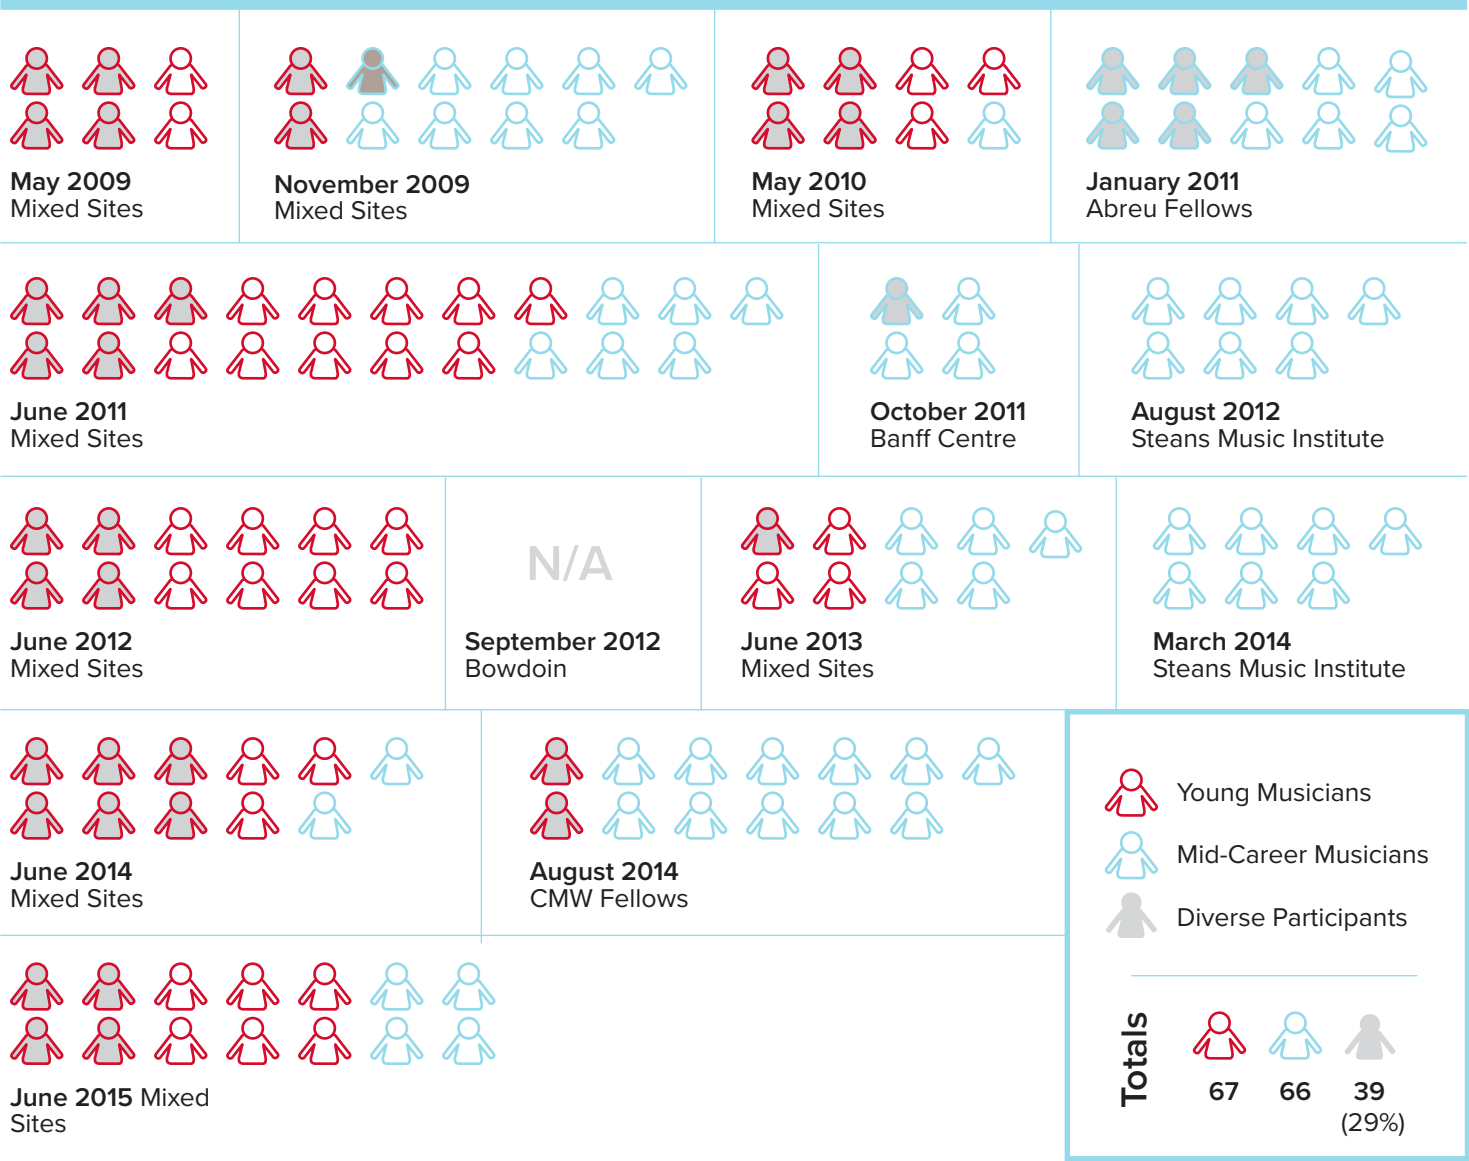 May 2009
Mixed Sites
November 2009
Mixed Sites
May 2010
Mixed Sites
January 2011
Abreu Fellows
June 2011
Mixed Sites
October 2011
Banff Centre
August 2012
Steans Music Institute
June 2012
Mixed Sites
N/A
September 2012
Bowdoin
June 2013
Mixed Sites
March 2014
Steans Music Institute
June 2014
Mixed Sites
August 2014
CMW Fellows
June 2015 Mixed
Sites
Young Musicians
Mid-Career Musicians
Diverse Participants
Totals
67 66 39
(29%)